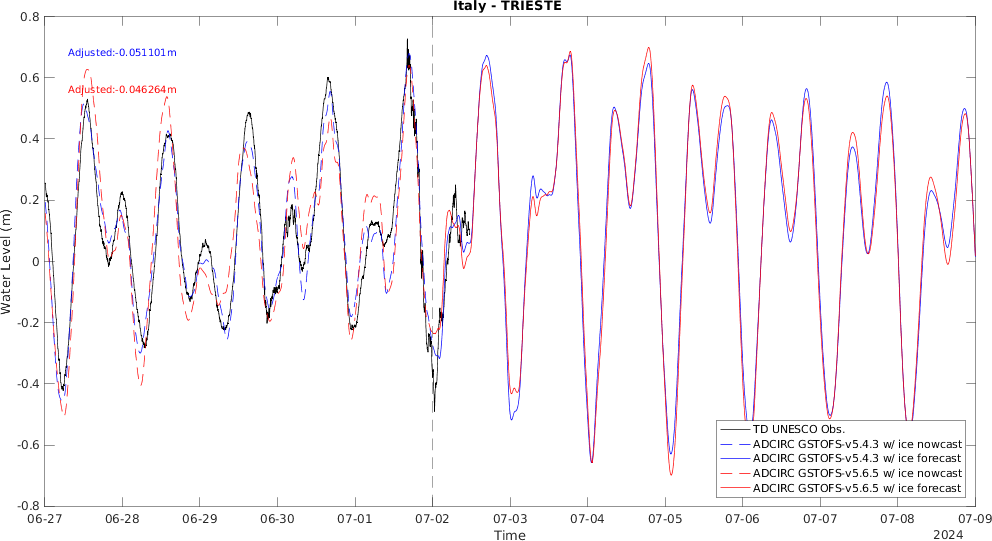 Italy - TRIESTE
0.8
Adjusted:-0.051101m
0.6
Adjusted:-0.046264m
0.4
0.2
0
-0.2
-0.4
-0.6
-0.8
Water Level (m)
TD UNESCO Obs.
ADCIRC GSTOFS-v5.4.3 w/ ice nowcast
ADCIRC GSTOFS-v5.4.3 w/ ice forecast
ADCIRC GSTOFS-v5.6.5 w/ ice nowcast
ADCIRC GSTOFS-v5.6.5 w/ ice forecast
06-27 06-28 06-29 06-30 07-01 07-02 07-03 07-04 07-05 07-06 07-07 07-08 07-09
Time
2024